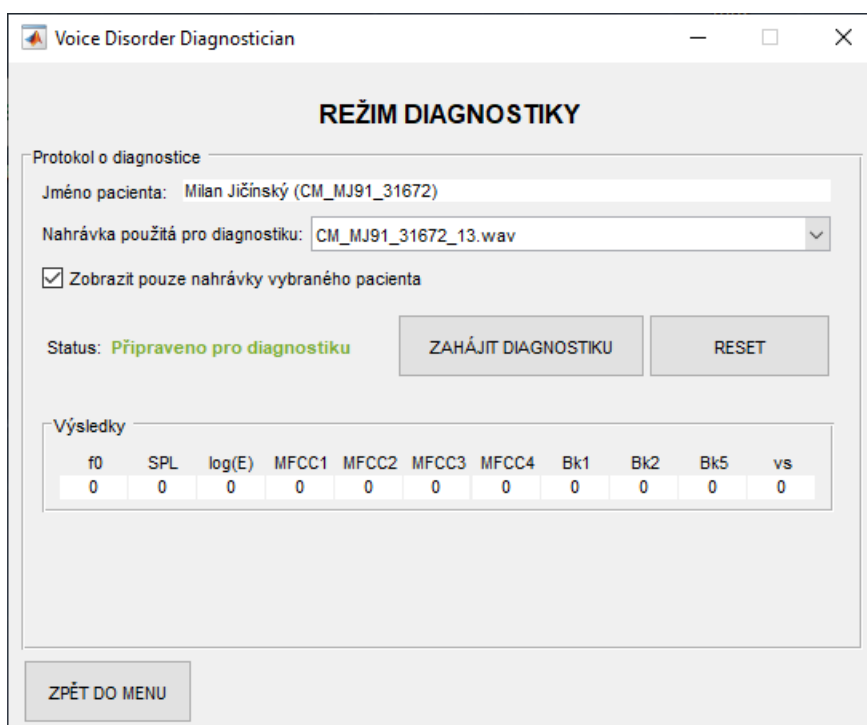 Voice Disorder Diagnostician
REŽIM DIAGNOSTIKY
Protokol o diagnostice
Jméno pacienta: Milan Jičínský (CM_MJ91_31672)
Nahrávka použitá pro diagnostiku: CM_MJ91_31672_13.wav
Zobrazit pouze nahrávky vybraného pacienta
Status: Připraveno pro diagnostiku ZAHÁJIT DIAGNOSTIKU RESET
Výsledky
f0 SPL log(E) MFCC1 MFCC2 MFCC3 MFCC4 Bk1 Bk2 Bk5 vs
0 0 0 0 0 0 0 0 0 0 0
ZPĚT DO MENU